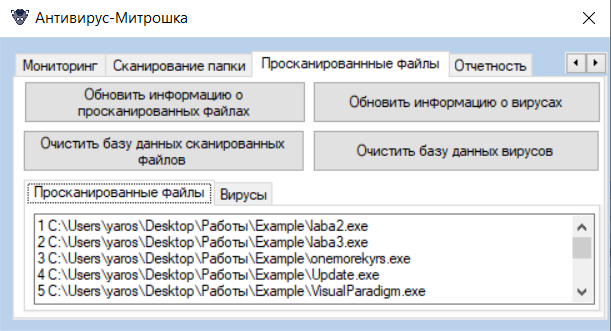 Антивирус-Митрошка
Мониторинг Сканирование папки Просканированнные файлы Отчетность
Обновить информацию о
просканированных файлах
Обновить информацию о вирусах
Очистить базу данных сканированных
файлов
Очистить базу данных вирусов
Просканированные файлы Вирусы
1 C:\Users\yaros\Desktop\Работы\Example\laba2.exe
2 C:\Users\yaros\Desktop\Работы\Example\laba3.exe
3 C:\Users\yaros\Desktop\Работы\Example\onemorekyrs.exe
4 C:\Users\yaros\Desktop\Работы\Example\Update.exe
5 C:\Users\yaros\Desktop\Работы\Example\VisualParadigm.exe